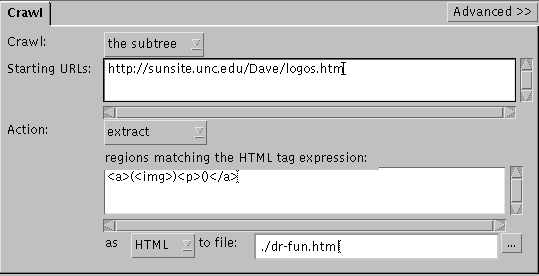 Crawl
Advanced >>
Crawl: the subtree
Starting URLs: http://sunsite.unc.edu/Dave/logos.htm
Action: extract
regions matching the HTML tag expression:
<a>(<img>)<p>()</a>
as HTML to file: ./dr-fun.html ...